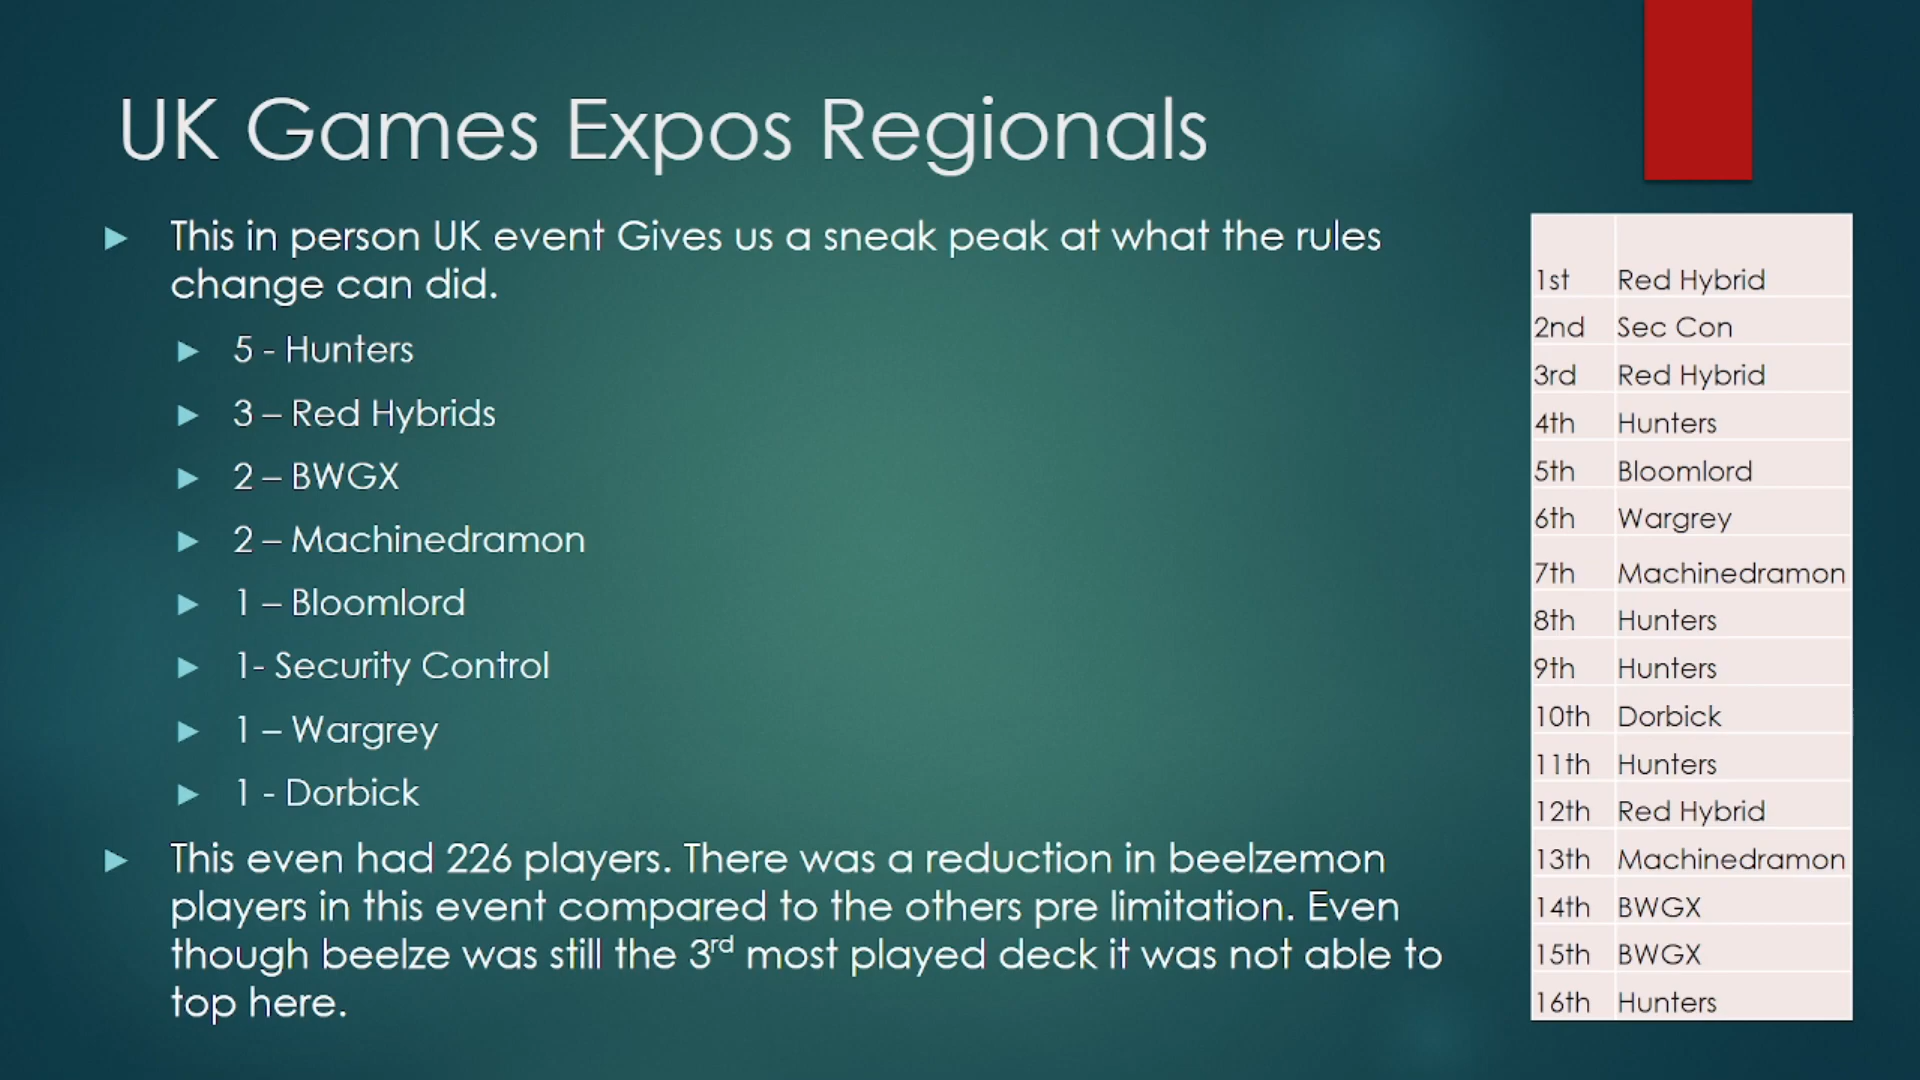 UK Games Expos Regionals
This in person UK event Gives us a sneak peak at what the rules
change can did.
5 - Hunters
3 – Red Hybrids
2 – BWGX
2 – Machinedramon
1 – Bloomlord
1- Security Control
1 – Wargrey
1 - Dorbick
This even had 226 players. There was a reduction in beelzemon
players in this event compared to the others pre limitation. Even
though beelze was still the 3rd most played deck it was not able to
top here.
1st Red Hybrid
2nd Sec Con
3rd Red Hybrid
4th Hunters
5th Bloomlord
6th Wargrey
7th Machinedramon
8th Hunters
9th Hunters
10th Dorbick
11th Hunters
12th Red Hybrid
13th Machinedramon
14th BWGX
15th BWGX
16th Hunters